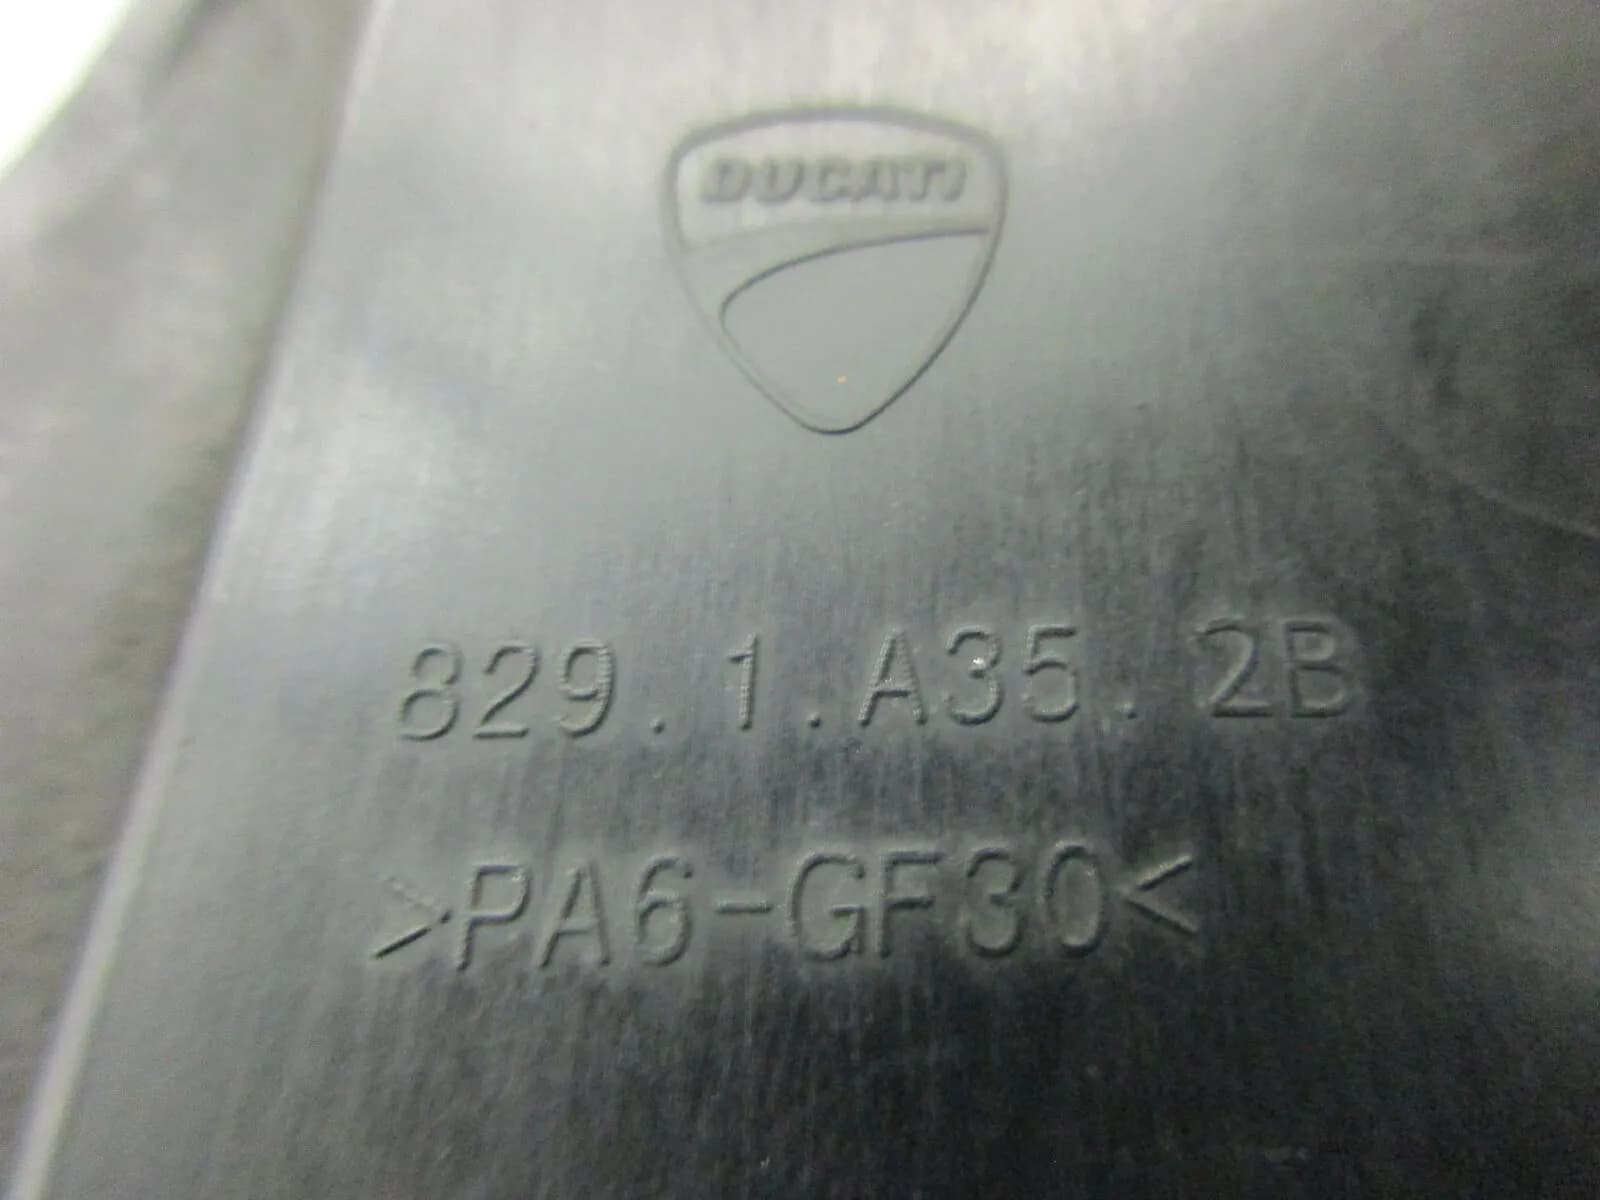 DUCATI
829.1.A35.2B
>PA6-GF30<